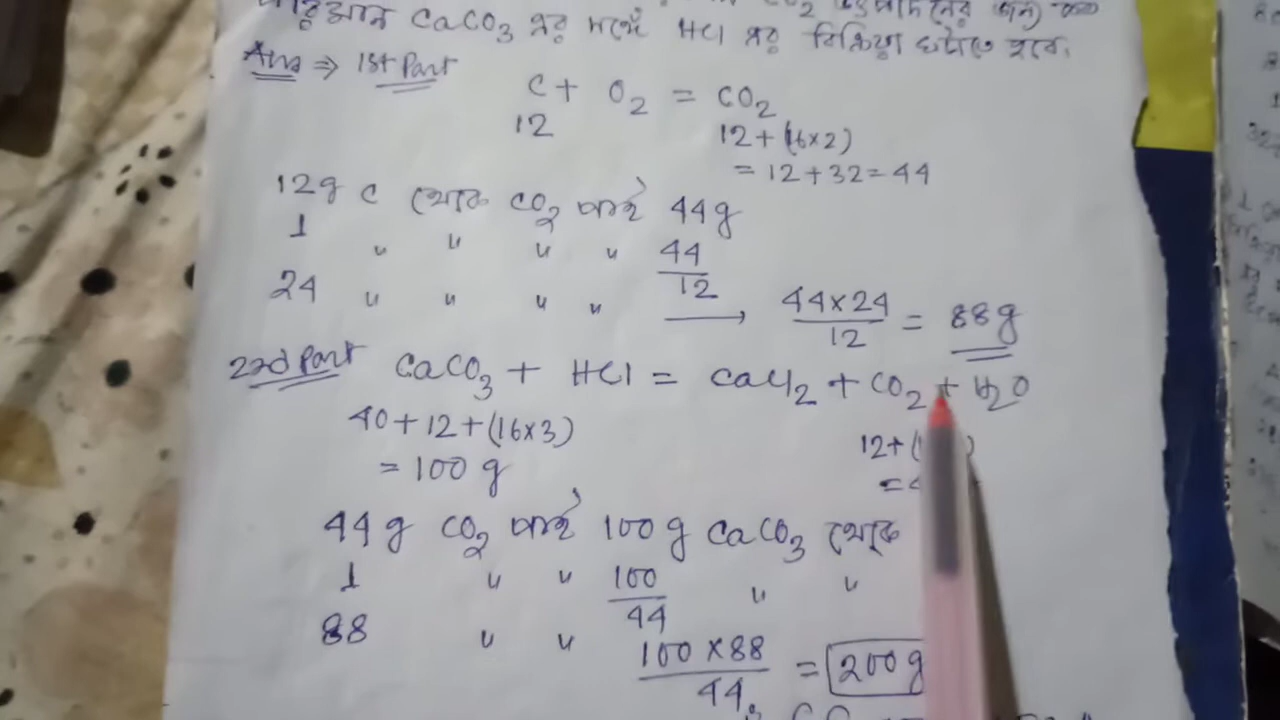 CaCO3 এর সঙ্গে HCl এর বিক্রিয়া ঘটাতে হবে।
Ans ⇒ 1st Part
C + O2 = CO2
12 12+(16×2)
= 12+32=44
12g C থেকে CO2 পাই 44g
1 " " " " 44/12
24 " " " " → 44×24/12 = 88g
2nd Part CaCO3 + HCl = CaCl2 + CO2 + H2O
40+12+(16×3) 12+(
= 100 g =4
44 g CO2 পাই 100 g CaCO3 থেকে
1 " " 100/44 " "
88 " " 100×88/44 = 200g